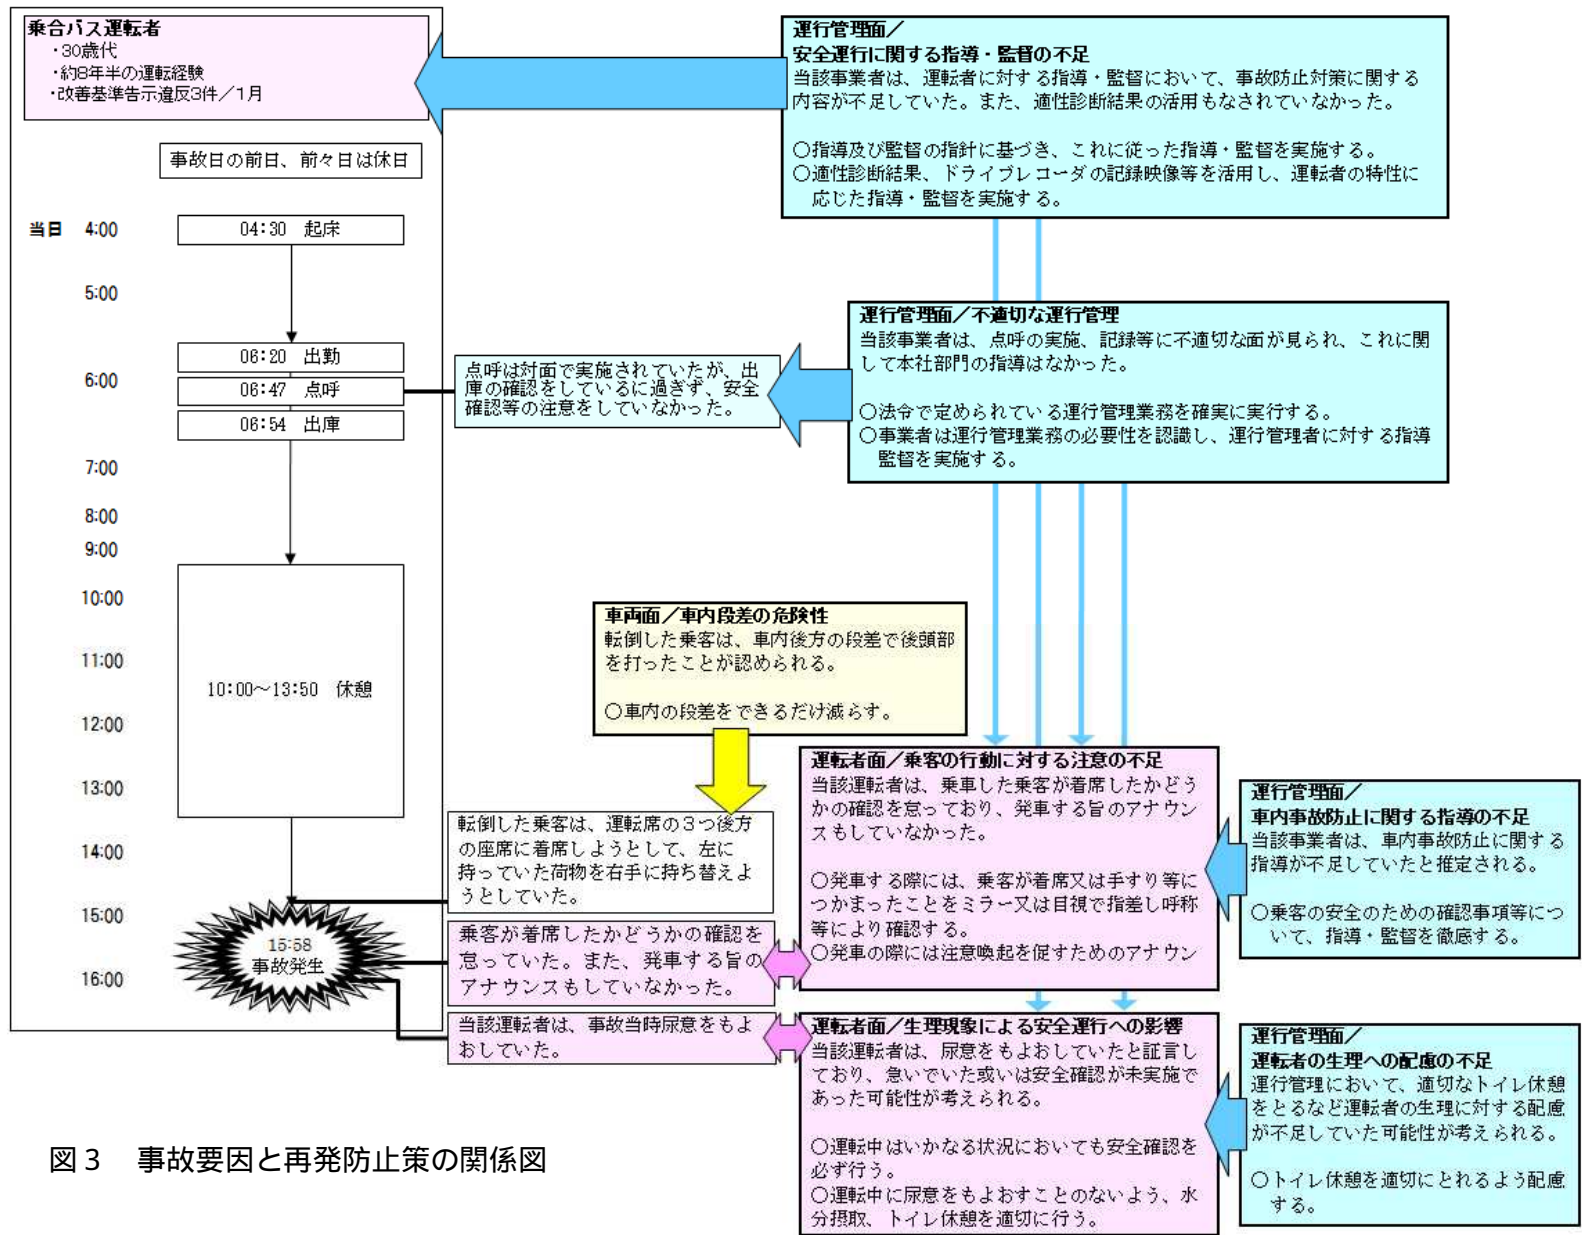 乗合バス運転者
・30歳代
・約8年半の運転経験
・改善基準告示違反3件／1月
事故日の前日、前々日は休日
当日 4:00
04:30 起床
5:00
06:20 出勤
6:00
06:47 点呼
06:54 出庫
7:00
8:00
9:00
10:00
11:00
10:00～13:50 休憩
12:00
13:00
14:00
15:00
15:58
事故発生
16:00
運行管理面／
安全運行に関する指導・監督の不足
当該事業者は、運転者に対する指導・監督において、事故防止対策に関する
内容が不足していた。また、適性診断結果の活用もなされていなかった。
○指導及び監督の指針に基づき、これに従った指導・監督を実施する。
○適性診断結果、ドライブレコーダの記録映像等を活用し、運転者の特性に
応じた指導・監督を実施する。
点呼は対面で実施されていたが、出
庫の確認をしているに過ぎず、安全
確認等の注意をしていなかった。
運行管理面／不適切な運行管理
当該事業者は、点呼の実施、記録等に不適切な面が見られ、これに関
して本社部門の指導はなかった。
○法令で定められている運行管理業務を確実に実行する。
○事業者は運行管理業務の必要性を認識し、運行管理者に対する指導
監督を実施する。
車両面／車内段差の危険性
転倒した乗客は、車内後方の段差で後頭部
を打ったことが認められる。
○車内の段差をできるだけ減らす。
転倒した乗客は、運転席の３つ後方
の座席に着席しようとして、左に
持っていた荷物を右手に持ち替えよ
うとしていた。
乗客が着席したかどうかの確認を
怠っていた。また、発車する旨の
アナウンスもしていなかった。
当該運転者は、事故当時尿意をもよ
おしていた。
運転者面／乗客の行動に対する注意の不足
当該運転者は、乗車した乗客が着席したかどう
かの確認を怠っており、発車する旨のアナウン
スもしていなかった。
○発車する際には、乗客が着席又は手すり等に
つかまったことをミラー又は目視で指差し呼称
等により確認する。
○発車の際には注意喚起を促すためのアナウン
運行管理面／
車内事故防止に関する指導の不足
当該事業者は、車内事故防止に関する
指導が不足していたと推定される。
○乗客の安全のための確認事項等につ
いて、指導・監督を徹底する。
運転者面／生理現象による安全運行への影響
当該運転者は、尿意をもよおしていたと証言し
ており、急いでいた或いは安全確認が未実施で
あった可能性が考えられる。
○運転中はいかなる状況においても安全確認を
必ず行う。
○運転中に尿意をもよおすことのないよう、水
分摂取、トイレ休憩を適切に行う。
運行管理面／
運転者の生理への配慮の不足
運行管理において、適切なトイレ休憩
をとるなど運転者の生理に対する配慮
が不足していた可能性が考えられる。
○トイレ休憩を適切にとれるよう配慮
する。
図３ 事故要因と再発防止策の関係図